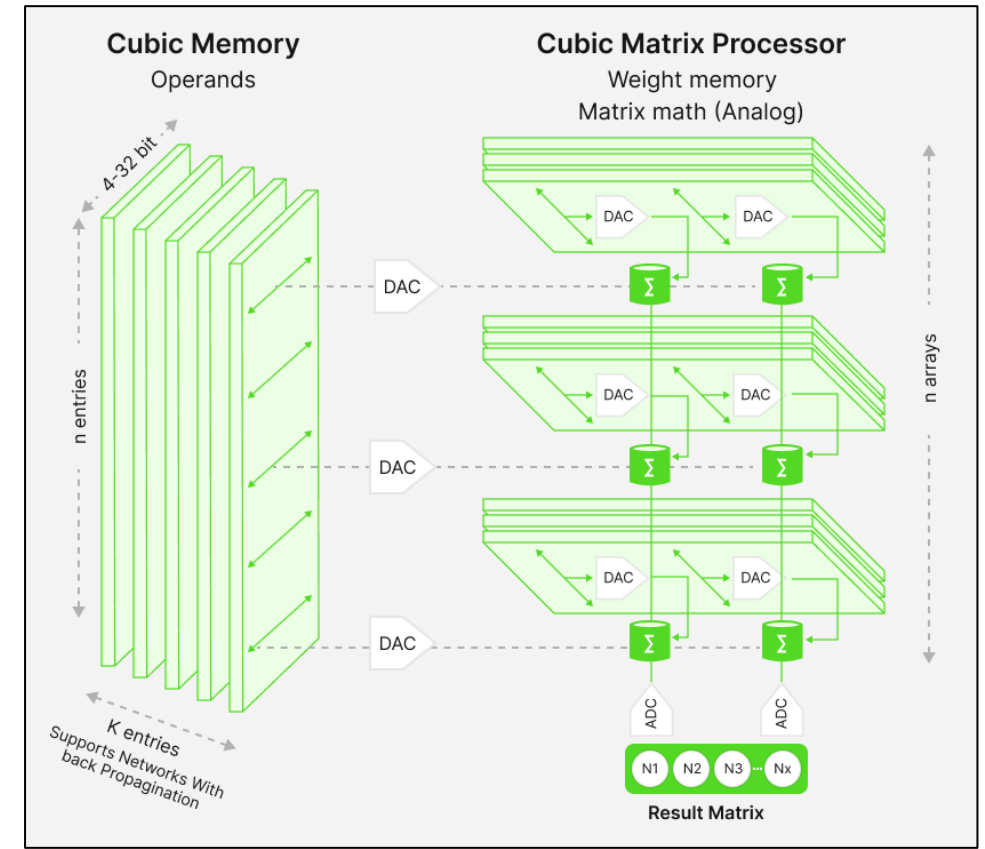 Cubic Memory
Operands
4-32 bit
n entries
K entries
Supports Networks With
back Propagination
DAC
DAC
DAC
Cubic Matrix Processor
Weight memory
Matrix math (Analog)
DAC
DAC
Σ
Σ
DAC
DAC
Σ
Σ
DAC
DAC
Σ
Σ
n arrays
ADC
ADC
N1 N2 N3 ··· Nx
Result Matrix